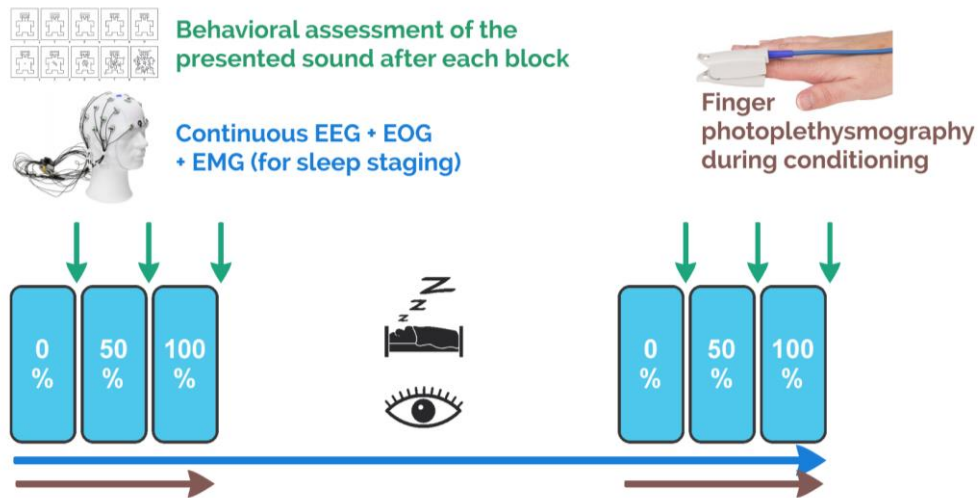 Behavioral assessment of the
presented sound after each block
Continuous EEG + EOG
+ EMG (for sleep staging)
Finger
photoplethysmography
during conditioning
0
%
50
%
100
%
z
z
Z
0
%
50
%
100
%